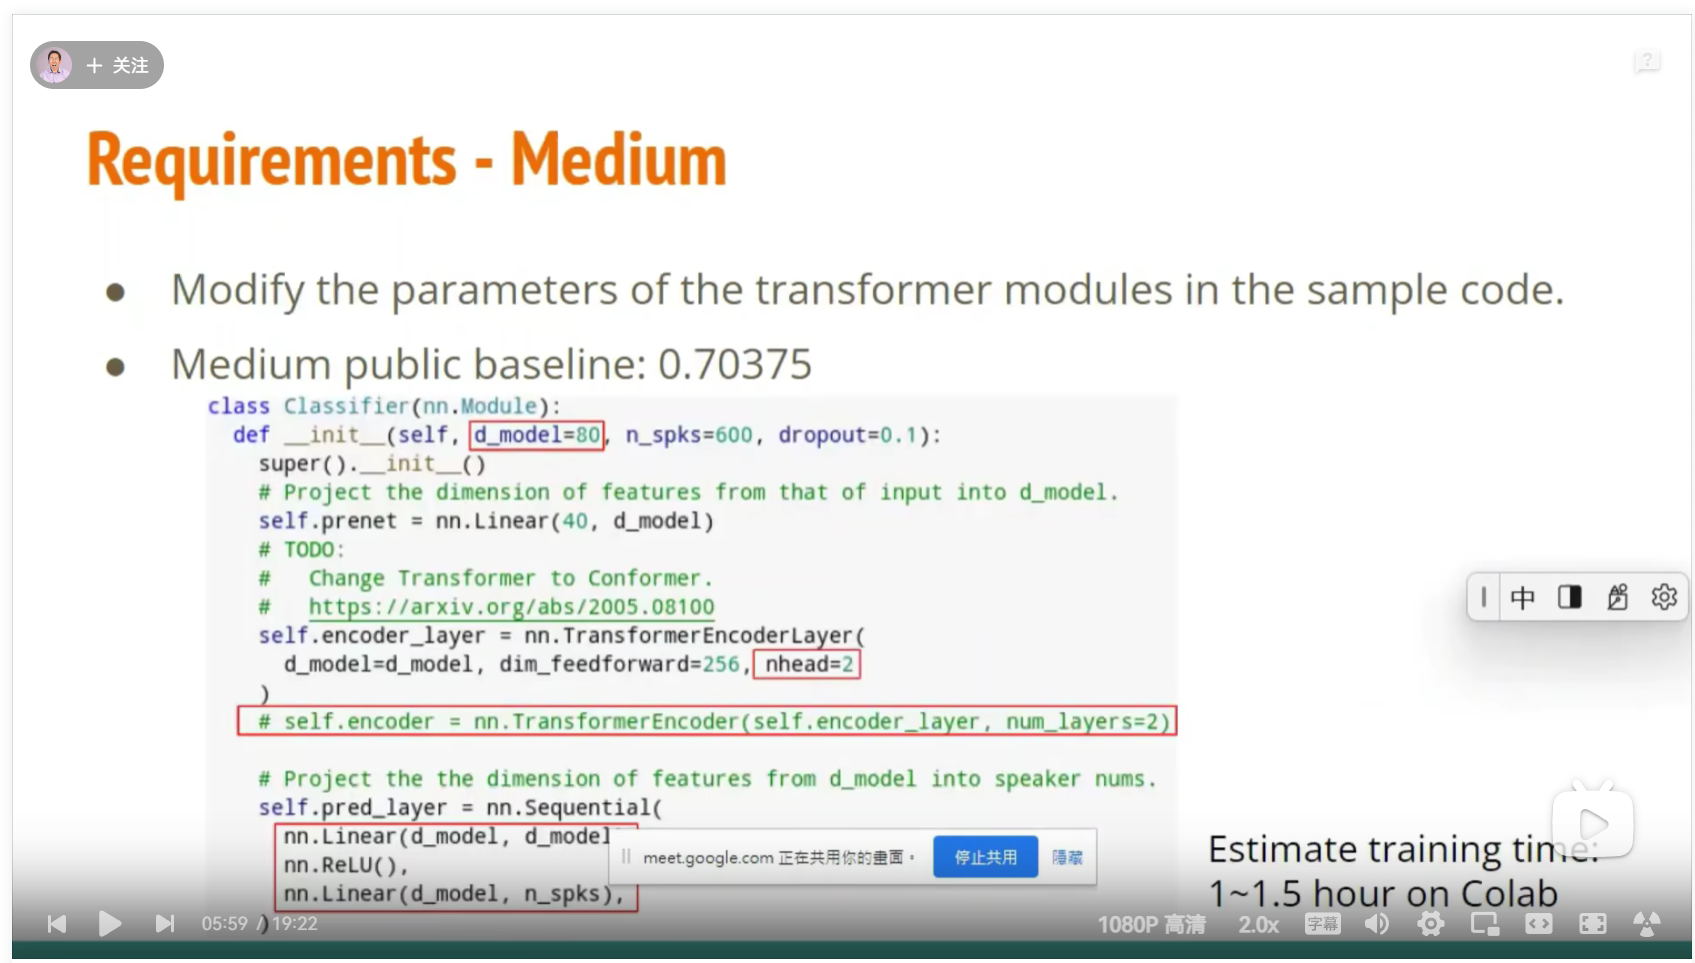 + 关注
Requirements - Medium
● Modify the parameters of the transformer modules in the sample code.
● Medium public baseline: 0.70375
class Classifier(nn.Module):
def __init__(self, d_model=80, n_spks=600, dropout=0.1):
super().__init__()
# Project the dimension of features from that of input into d_model.
self.prenet = nn.Linear(40, d_model)
# TODO:
#   Change Transformer to Conformer.
#   https://arxiv.org/abs/2005.08100
self.encoder_layer = nn.TransformerEncoderLayer(
d_model=d_model, dim_feedforward=256, nhead=2
)
# self.encoder = nn.TransformerEncoder(self.encoder_layer, num_layers=2)
# Project the the dimension of features from d_model into speaker nums.
self.pred_layer = nn.Sequential(
nn.Linear(d_model, d_model
nn.ReLU(),
nn.Linear(d_model, n_spks),
)
meet.google.com 正在共用你的畫面。 停止共用 隱藏
Estimate training time:
1~1.5 hour on Colab
中
05:59 / 19:22 1080P 高清 2.0x 字幕